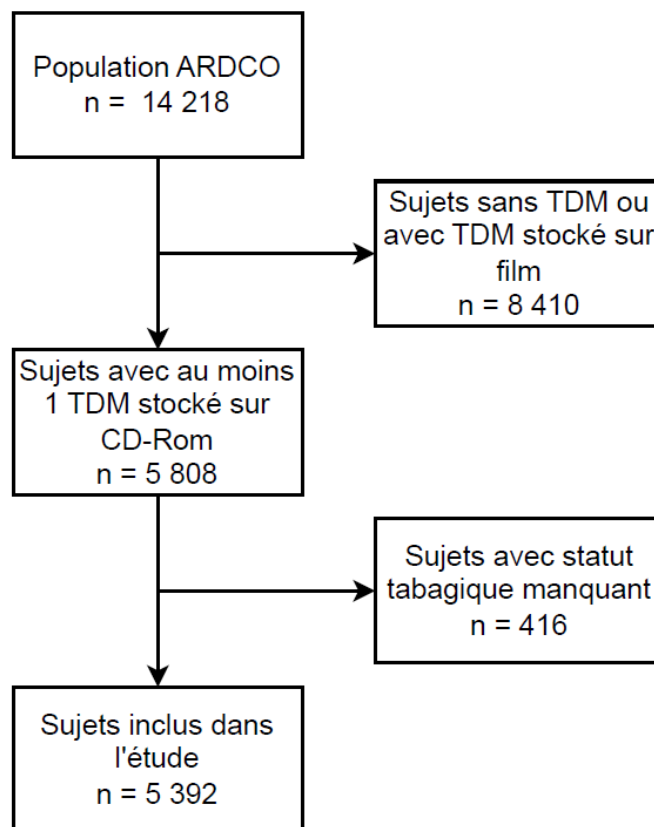 Population ARDCO
n = 14 218
Sujets sans TDM ou
avec TDM stocké sur
film
n = 8 410
Sujets avec au moins
1 TDM stocké sur
CD-Rom
n = 5 808
Sujets avec statut
tabagique manquant
n = 416
Sujets inclus dans
l'étude
n = 5 392